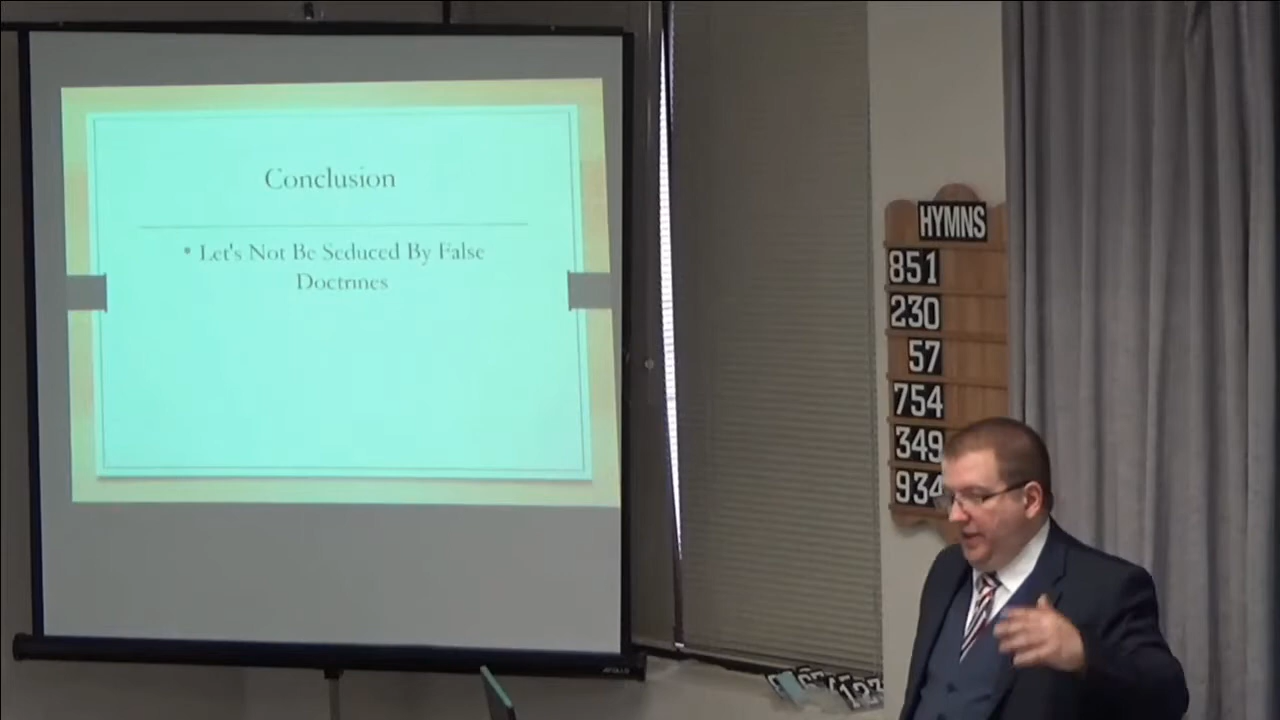 Conclusion
• Let's Not Be Seduced By False
Doctrines
HYMNS
851
230
57
754
349
934